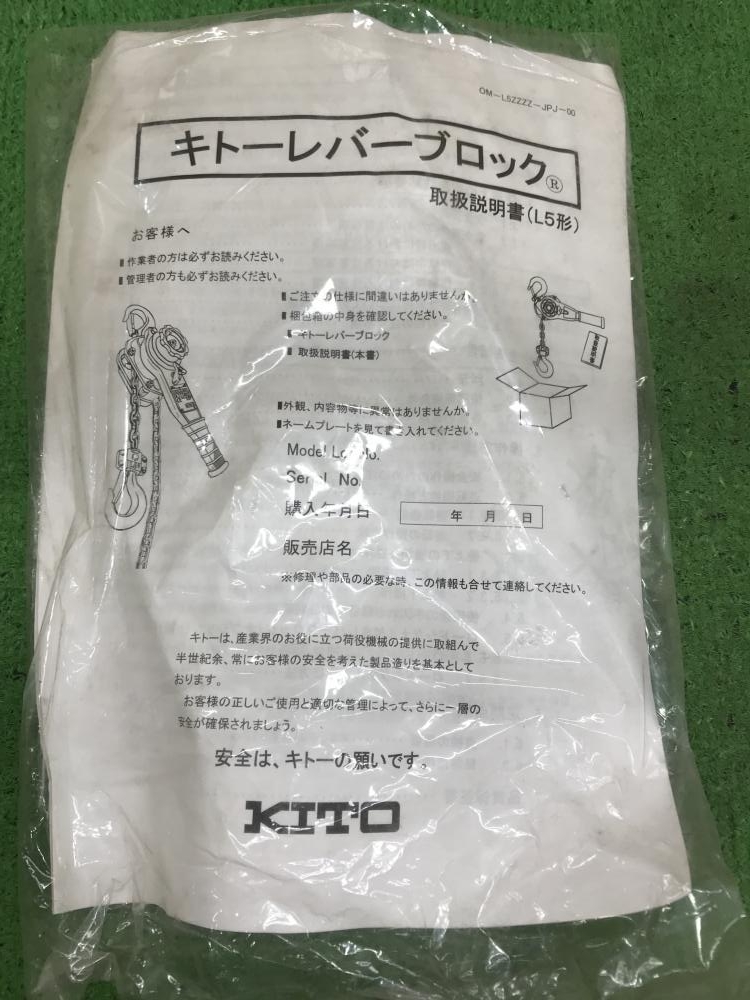 OM-L5ZZZZ-JPJ-00
キトーレバーブロック®
取扱説明書(L5形)
お客様へ
■作業者の方は必ずお読みください。
■管理者の方も必ずお読みください。
■ご注文の仕様に間違いはありませんか。
■梱包箱の中身を確認してください。
■ キトーレバーブロック
■ 取扱説明書(本書)
取扱説明書
■外観、内容物等に異常はありませんか。
■ネームプレートを見て書き入れてください。
Model Lot No.
Serial No.
購入年月日 年 月 日
販売店名
※修理や部品の必要な時、この情報も合せて連絡してください。
キトーは、産業界のお役に立つ荷役機械の提供に取組んで
半世紀余、常にお客様の安全を考えた製品造りを基本として
おります。
お客様の正しいご使用と適切な管理によって、さらに一層の
安全が確保されましょう。
安全は、キトーの願いです。
KITO